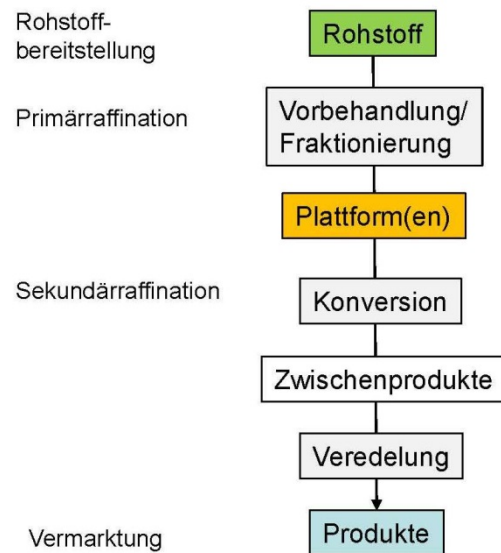 Rohstoff-
bereitstellung
Rohstoff
Primärraffination
Vorbehandlung/
Fraktionierung
Plattform(en)
Sekundärraffination
Konversion
Zwischenprodukte
Veredelung
Vermarktung
Produkte